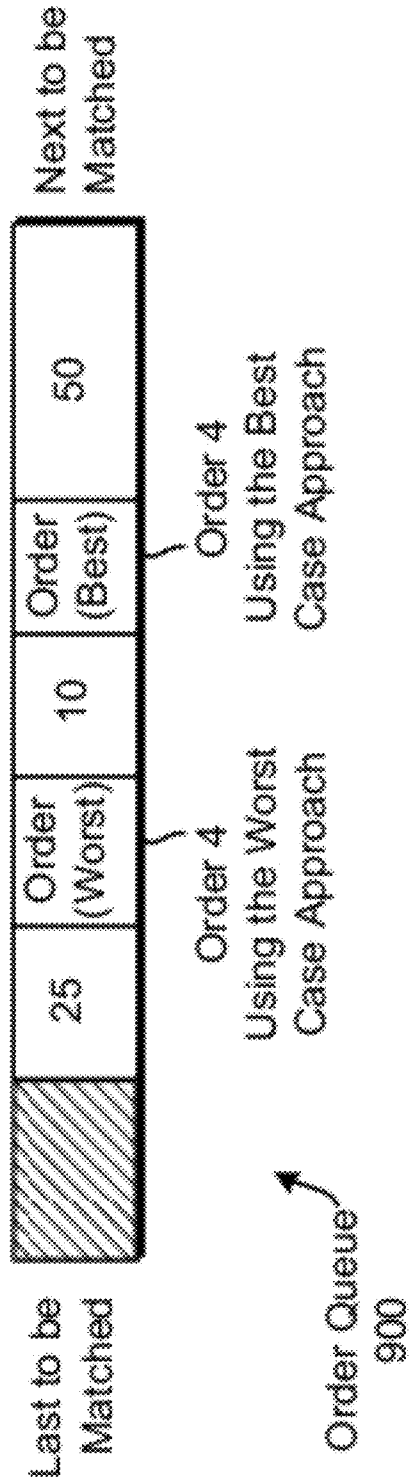 Last to be
Matched
25
Order
(Worst)
10
Order
(Best)
50
Next to be
Matched
Order 4
Using the Worst
Case Approach
Order 4
Using the Best
Case Approach
Order Queue
900